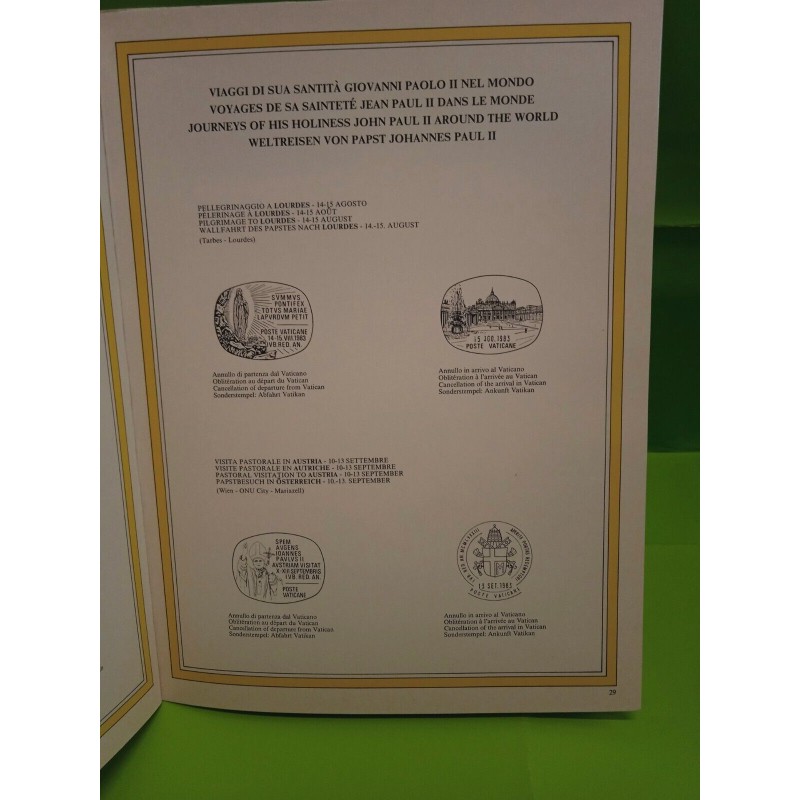 VIAGGI DI SUA SANTITÀ GIOVANNI PAOLO II NEL MONDO
VOYAGES DE SA SAINTETÉ JEAN PAUL II DANS LE MONDE
JOURNEYS OF HIS HOLINESS JOHN PAUL II AROUND THE WORLD
WELTREISEN VON PAPST JOHANNES PAUL II
PELLEGRINAGGIO A LOURDES - 14-15 AGOSTO
PÈLERINAGE À LOURDES - 14-15 AOÛT
PILGRIMAGE TO LOURDES - 14-15 AUGUST
WALLFAHRT DES PAPSTES NACH LOURDES - 14.-15. AUGUST
(Tarbes - Lourdes)
SVMMVS
PONTIFEX
TOTVS MARIAE
LAPVRDVM PETIT
POSTE VATICANE
14-15.VIII.1983
IVB. RED. AN.
Annullo di partenza dal Vaticano
Oblitération au départ du Vatican
Cancellation of departure from Vatican
Sonderstempel: Abfahrt Vatikan
15 AGO. 1983
POSTE VATICANE
Annullo in arrivo al Vaticano
Oblitération à l'arrivée au Vatican
Cancellation of the arrival in Vatican
Sonderstempel: Ankunft Vatikan
VISITA PASTORALE IN AUSTRIA - 10-13 SETTEMBRE
VISITE PASTORALE EN AUTRICHE - 10-13 SEPTEMBRE
PASTORAL VISITATION TO AUSTRIA - 10-13 SEPTEMBER
PAPSTBESUCH IN ÖSTERREICH - 10.-13. SEPTEMBER
(Wien - ONU City - Mariazell)
SPEM
AVGENS
IOANNES
PAVLVS II
AVSTRIAM VISITAT
X-XIII SEPTEMBRIS
IVB. RED. AN.
POSTE
VATICANE
Annullo di partenza dal Vaticano
Oblitération au départ du Vatican
Cancellation of departure from Vatican
Sonderstempel: Abfahrt Vatikan
13 SET. 1983
POSTE VATICANE
Annullo in arrivo al Vaticano
Oblitération à l'arrivée au Vatican
Cancellation of the arrival in Vatican
Sonderstempel: Ankunft Vatikan
29